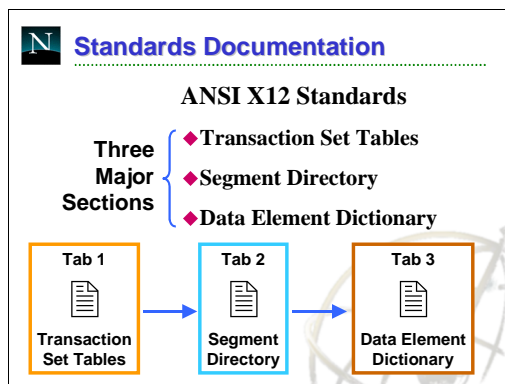 N
Standards Documentation
ANSI X12 Standards
Three
Major
Sections
◆Transaction Set Tables
◆Segment Directory
◆Data Element Dictionary
Tab 1
Transaction
Set Tables
Tab 2
Segment
Directory
Tab 3
Data Element
Dictionary